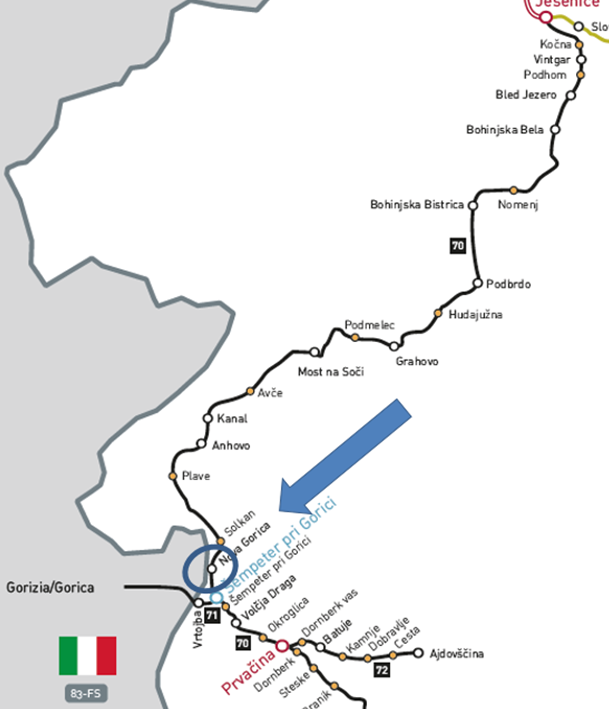 Jesenice
Slo
Kočna
Vintgar
Podhom
Bled Jezero
Bohinjska Bela
Bohinjska Bistrica
Nomenj
70
Podbrdo
Hudajužna
Podmelec
Grahovo
Most na Soči
Avče
Kanal
Anhovo
Plave
Solkan
Nova Gorica
Šempeter pri Gorici
Šempeter pri Gorici
Gorizia/Gorica
Vrtojba
71
Volčja Draga
Okroglica
70
Prvačina
Dornberk vas
Batuje
Kamnje
Dobravlje
Cesta
Ajdovščina
72
Dornberk
Steske
Branik
83-FS